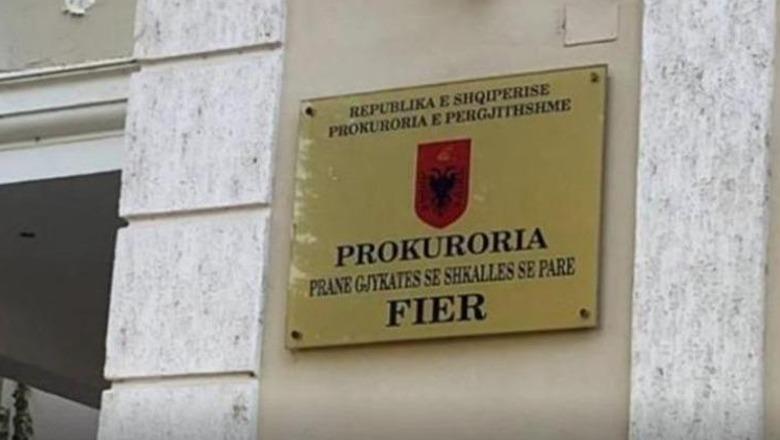 REPUBLIKA E SHQIPERISE
PROKURORIA E PERGJITHSHME
PROKURORIA
PRANE GJYKATES SE SHKALLES SE PARE
FIER